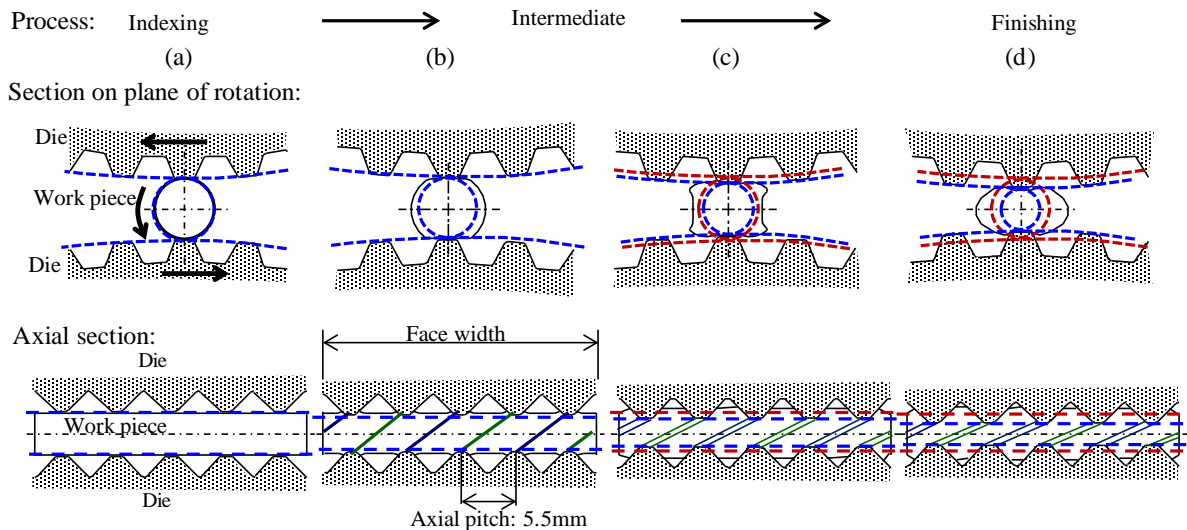 Process: Indexing Intermediate Finishing
(a) (b) (c) (d)
Section on plane of rotation:
Die
Work piece
Die
Axial section:
Face width
Die
Work piece
Die
Axial pitch: 5.5mm